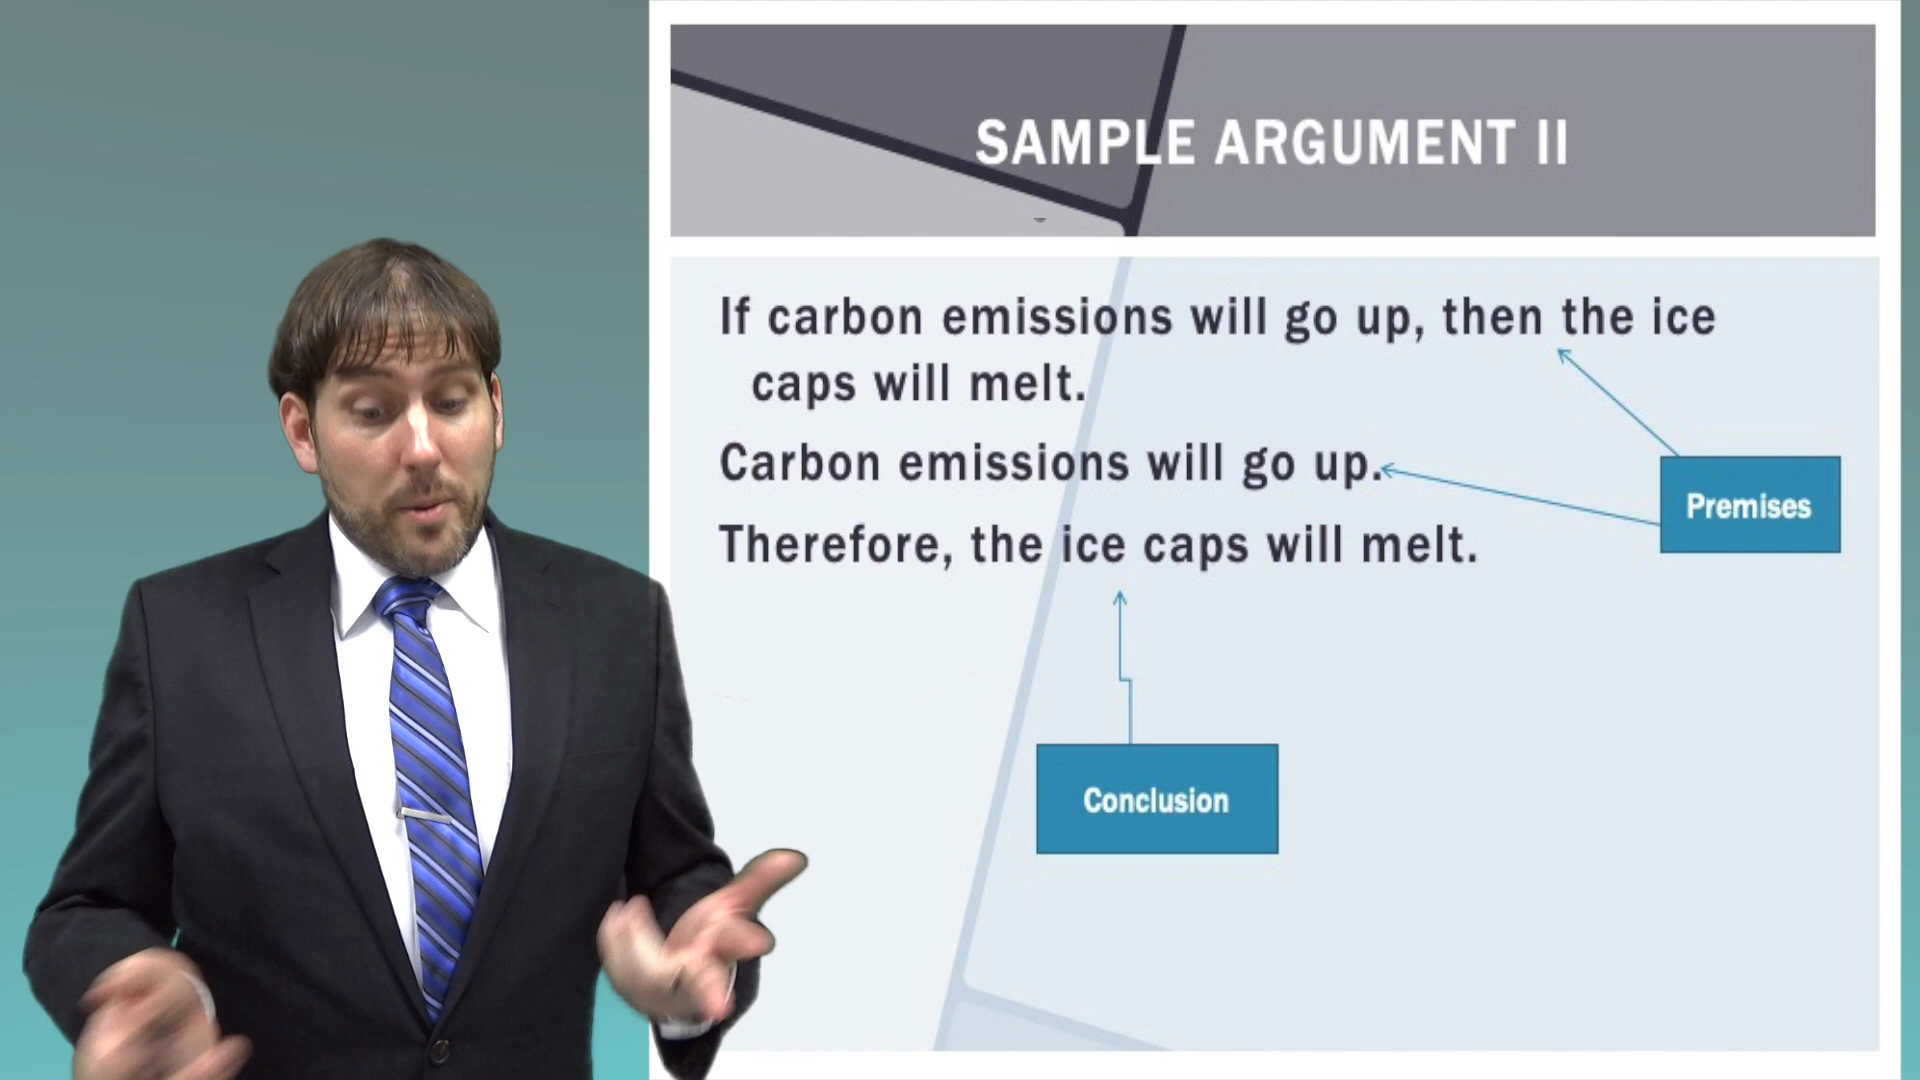 SAMPLE ARGUMENT II
If carbon emissions will go up, then the ice
caps will melt.
Carbon emissions will go up.
Therefore, the ice caps will melt.
Premises
Conclusion